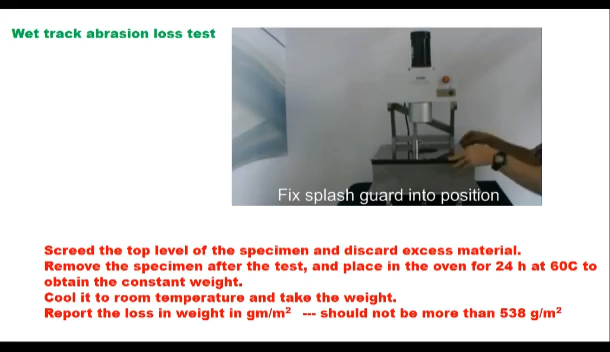 Wet track abrasion loss test
Fix splash guard into position
Screed the top level of the specimen and discard excess material.
Remove the specimen after the test, and place in the oven for 24 h at 60C to
obtain the constant weight.
Cool it to room temperature and take the weight.
Report the loss in weight in gm/m² --- should not be more than 538 g/m²